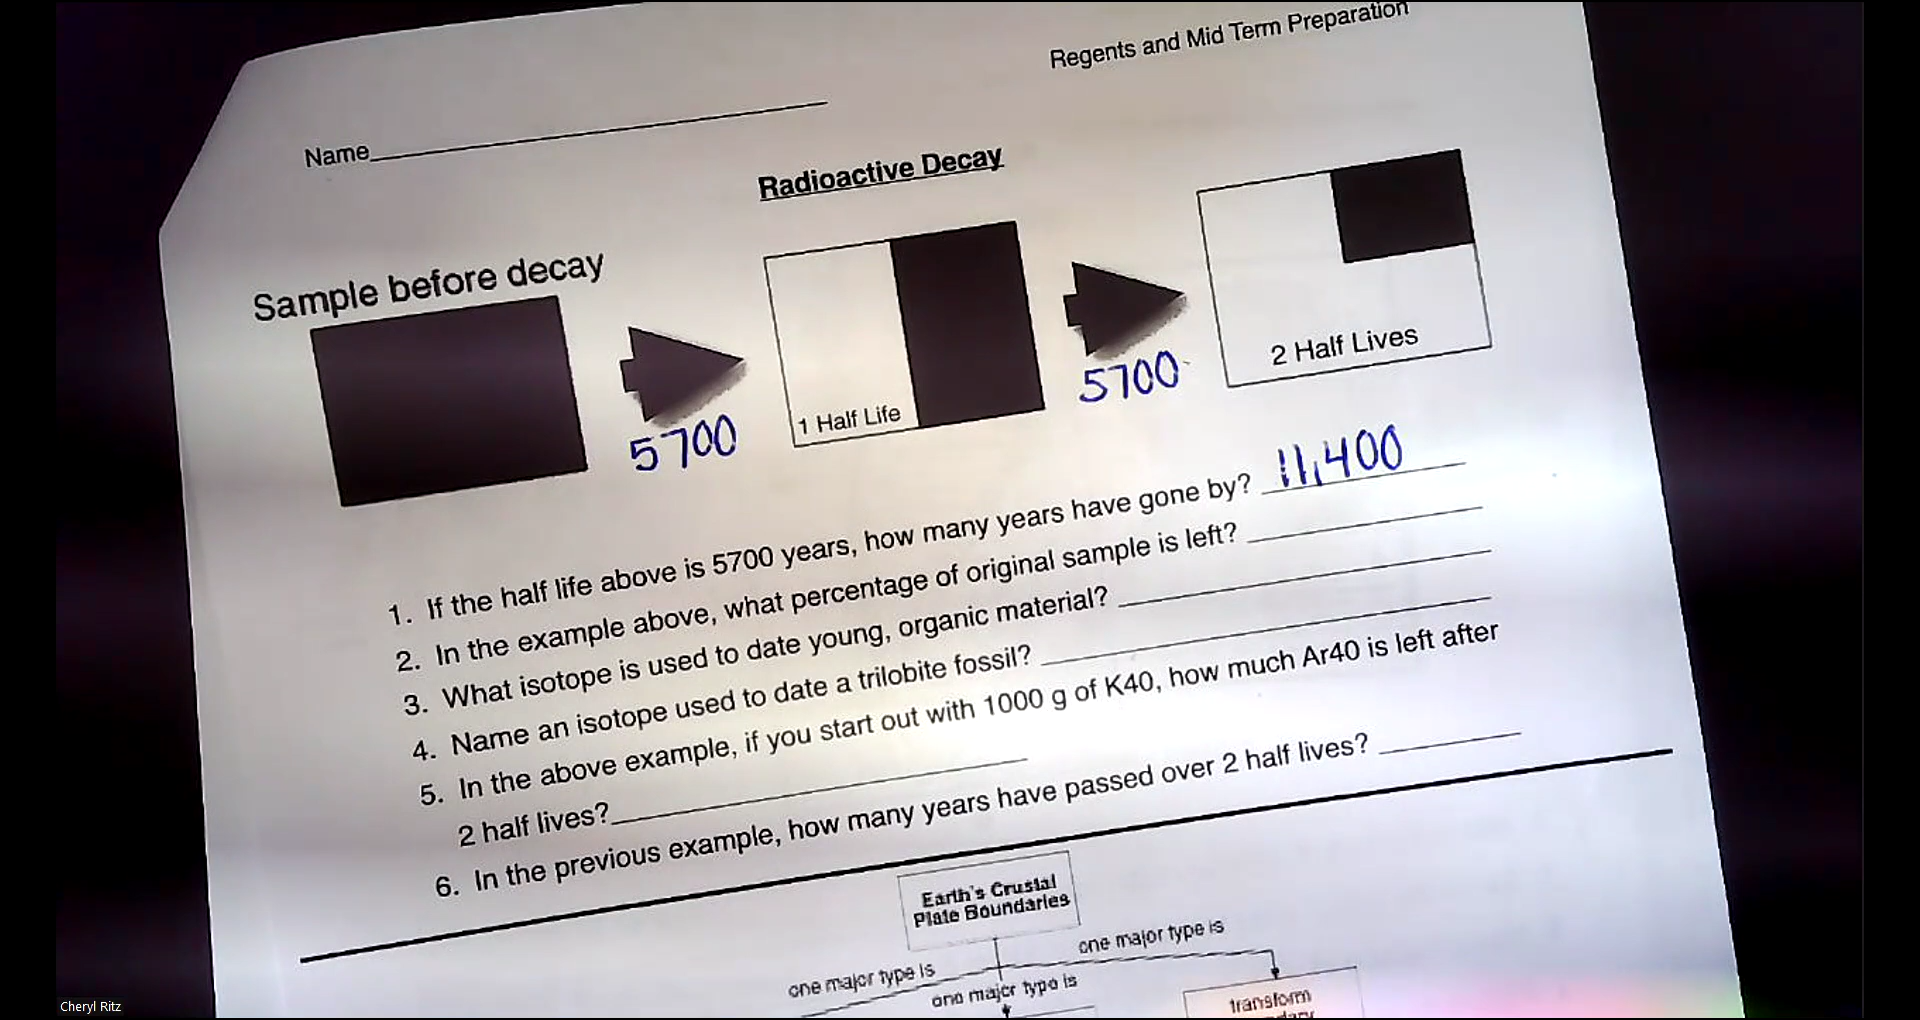 Regents and Mid Term Preparation
Name
Radioactive Decay
Sample before decay
1 Half Life
2 Half Lives
5700
5700
1. If the half life above is 5700 years, how many years have gone by? 11,400
2. In the example above, what percentage of original sample is left?
3. What isotope is used to date young, organic material?
4. Name an isotope used to date a trilobite fossil?
5. In the above example, if you start out with 1000 g of K40, how much Ar40 is left after
2 half lives?
6. In the previous example, how many years have passed over 2 half lives?
Earth's Crustal
Plate Boundaries
one major type is
one major type is
one major type is
transform
Cheryl Ritz